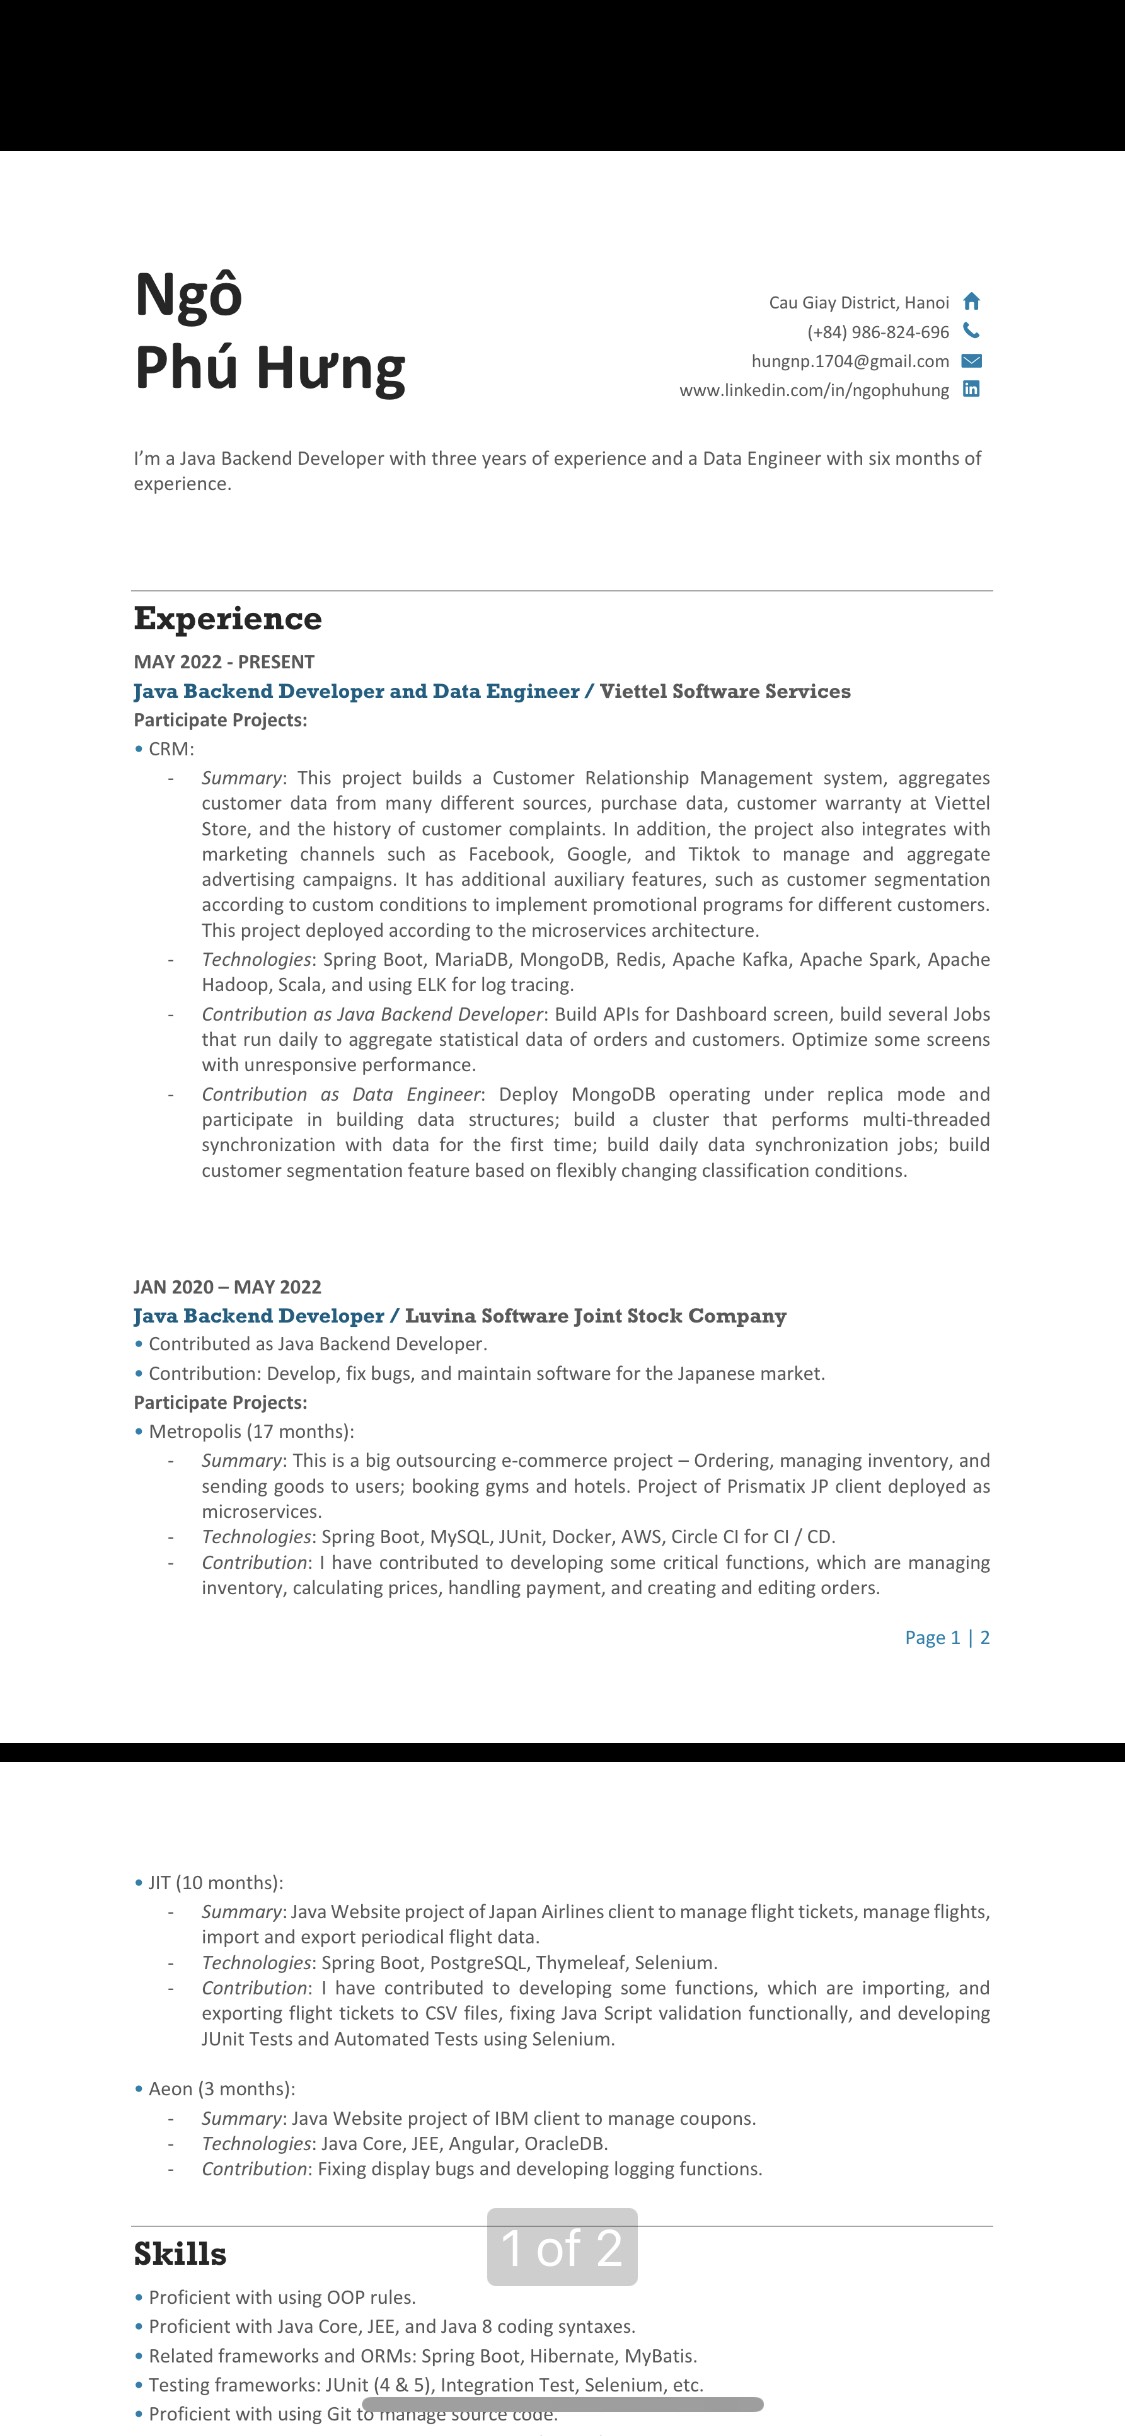 Ngô
Phú Hưng
Cau Giay District, Hanoi
(+84) 986-824-696
hungnp.1704@gmail.com
www.linkedin.com/in/ngophuhung
I'm a Java Backend Developer with three years of experience and a Data Engineer with six months of
experience.
Experience
MAY 2022 - PRESENT
Java Backend Developer and Data Engineer / Viettel Software Services
Participate Projects:
• CRM:
- Summary: This project builds a Customer Relationship Management system, aggregates
customer data from many different sources, purchase data, customer warranty at Viettel
Store, and the history of customer complaints. In addition, the project also integrates with
marketing channels such as Facebook, Google, and Tiktok to manage and aggregate
advertising campaigns. It has additional auxiliary features, such as customer segmentation
according to custom conditions to implement promotional programs for different customers.
This project deployed according to the microservices architecture.
- Technologies: Spring Boot, MariaDB, MongoDB, Redis, Apache Kafka, Apache Spark, Apache
Hadoop, Scala, and using ELK for log tracing.
- Contribution as Java Backend Developer: Build APIs for Dashboard screen, build several Jobs
that run daily to aggregate statistical data of orders and customers. Optimize some screens
with unresponsive performance.
- Contribution as Data Engineer: Deploy MongoDB operating under replica mode and
participate in building data structures; build a cluster that performs multi-threaded
synchronization with data for the first time; build daily data synchronization jobs; build
customer segmentation feature based on flexibly changing classification conditions.
JAN 2020 – MAY 2022
Java Backend Developer / Luvina Software Joint Stock Company
• Contributed as Java Backend Developer.
• Contribution: Develop, fix bugs, and maintain software for the Japanese market.
Participate Projects:
• Metropolis (17 months):
- Summary: This is a big outsourcing e-commerce project – Ordering, managing inventory, and
sending goods to users; booking gyms and hotels. Project of Prismatix JP client deployed as
microservices.
- Technologies: Spring Boot, MySQL, JUnit, Docker, AWS, Circle CI for CI / CD.
- Contribution: I have contributed to developing some critical functions, which are managing
inventory, calculating prices, handling payment, and creating and editing orders.
Page 1 | 2
• JIT (10 months):
- Summary: Java Website project of Japan Airlines client to manage flight tickets, manage flights,
import and export periodical flight data.
- Technologies: Spring Boot, PostgreSQL, Thymeleaf, Selenium.
- Contribution: I have contributed to developing some functions, which are importing, and
exporting flight tickets to CSV files, fixing Java Script validation functionally, and developing
JUnit Tests and Automated Tests using Selenium.
• Aeon (3 months):
- Summary: Java Website project of IBM client to manage coupons.
- Technologies: Java Core, JEE, Angular, OracleDB.
- Contribution: Fixing display bugs and developing logging functions.
1 of 2
Skills
• Proficient with using OOP rules.
• Proficient with Java Core, JEE, and Java 8 coding syntaxes.
• Related frameworks and ORMs: Spring Boot, Hibernate, MyBatis.
• Testing frameworks: JUnit (4 & 5), Integration Test, Selenium, etc.
• Proficient with using Git to manage source code.